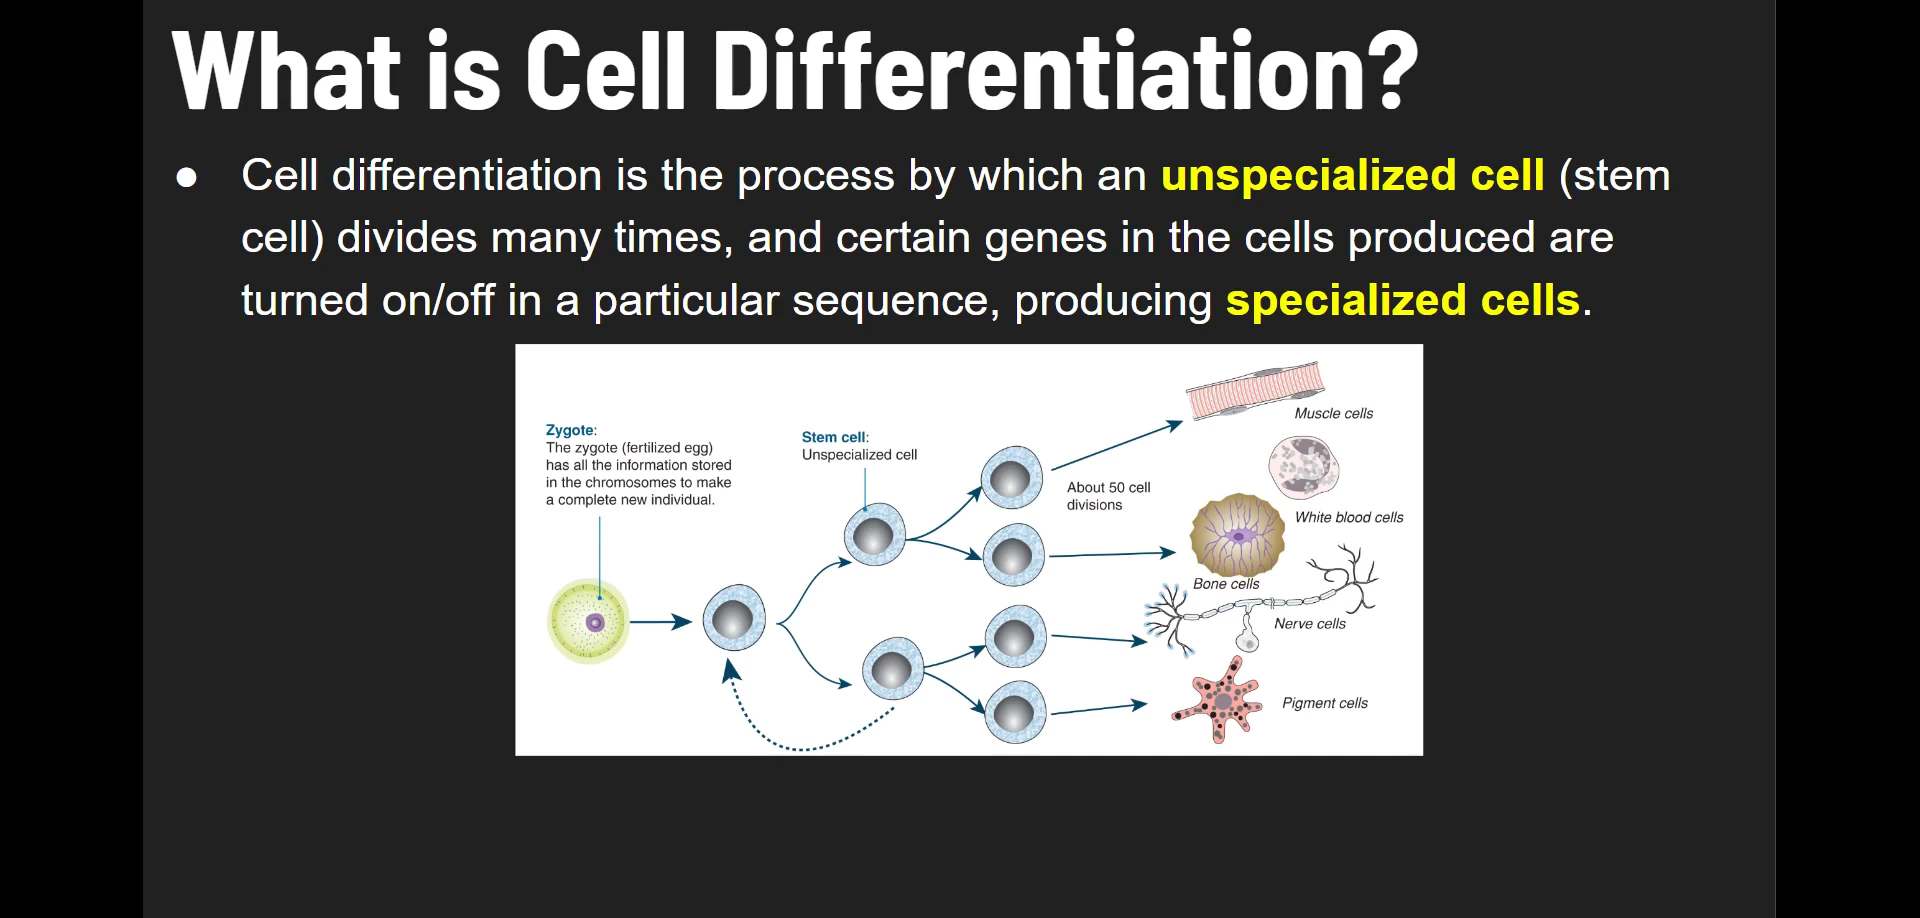 What is Cell Differentiation?
● Cell differentiation is the process by which an unspecialized cell (stem
cell) divides many times, and certain genes in the cells produced are
turned on/off in a particular sequence, producing specialized cells.
Zygote:
The zygote (fertilized egg)
has all the information stored
in the chromosomes to make
a complete new individual.
Stem cell:
Unspecialized cell
About 50 cell
divisions
Muscle cells
White blood cells
Bone cells
Nerve cells
Pigment cells